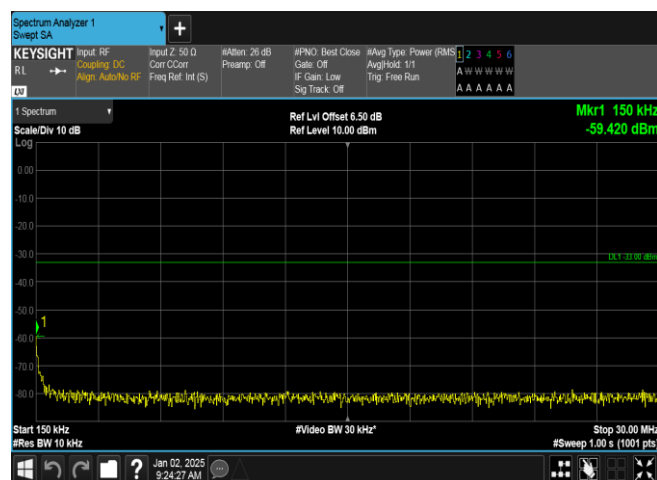 Spectrum Analyzer 1
Swept SA
+
KEYSIGHT Input: RF Input Z: 50 Ω #Atten: 26 dB #PNO: Best Close #Avg Type: Power (RMS 1 2 3 4 5 6
R L Coupling: DC Corr CCorr Preamp: Off Gate: Off Avg|Hold: 1/1 A W W W W W
Align: Auto/No RF Freq Ref: Int (S) IF Gain: Low Trig: Free Run
LXI Sig Track: Off A A A A A A
1 Spectrum Ref Lvl Offset 6.50 dB Mkr1 150 kHz
Scale/Div 10 dB Ref Level 10.00 dBm -59.420 dBm
Log
0.00
-10.0
-20.0
-30.0 DL1 -33.00 dBm
-40.0
-50.0
1
-60.0
-70.0
-80.0
Start 150 kHz #Video BW 30 kHz* Stop 30.00 MHz
#Res BW 10 kHz #Sweep 1.00 s (1001 pts)
? Jan 02, 2025
9:24:27 AM